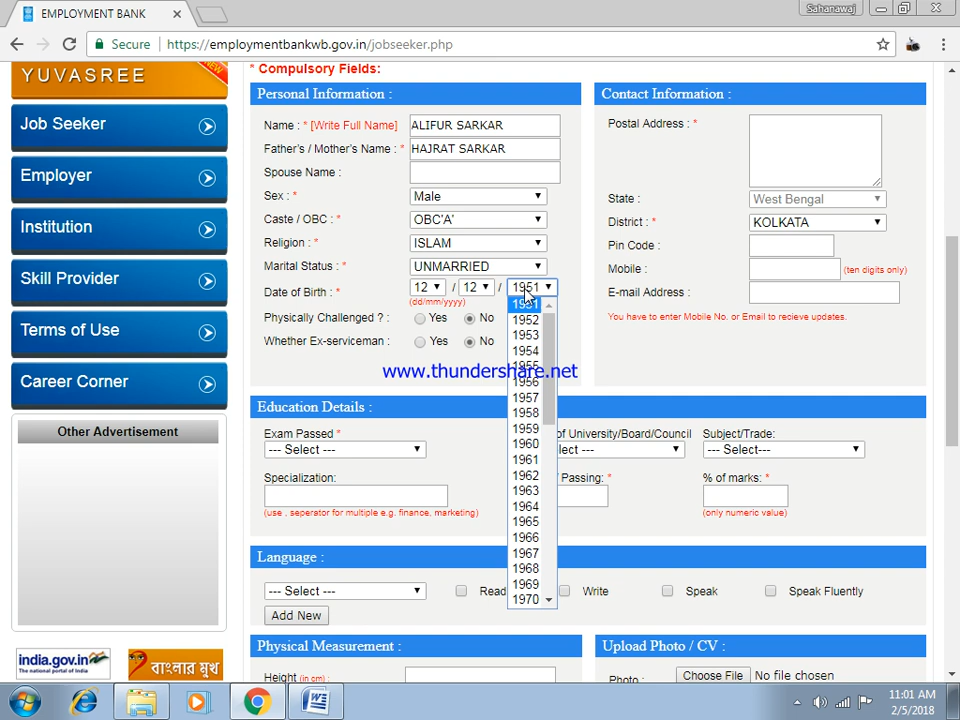 EMPLOYMENT BANK
Sahanawaj
Secure
https://employmentbankwb.gov.in/jobseeker.php
YUVASREE
NEW
Job Seeker
Employer
Institution
Skill Provider
Terms of Use
Career Corner
Other Advertisement
india.gov.in
The national portal of India
বাংলার মুখ
* Compulsory Fields:
Personal Information :
Name : * [Write Full Name] ALIFUR SARKAR
Father's / Mother's Name : * HAJRAT SARKAR
Spouse Name :
Sex : * Male
Caste / OBC : * OBC'A'
Religion : * ISLAM
Marital Status : * UNMARRIED
Date of Birth : * 12 / 12 / 1951
(dd/mm/yyyy)
Physically Challenged ? : Yes No
Whether Ex-serviceman : Yes No
1951
1952
1953
1954
1955
1956
1957
1958
1959
1960
1961
1962
1963
1964
1965
1966
1967
1968
1969
1970
www.thundershare.net
Contact Information :
Postal Address : *
State : West Bengal
District : * KOLKATA
Pin Code :
Mobile : (ten digits only)
E-mail Address :
You have to enter Mobile No. or Email to recieve updates.
Education Details :
Exam Passed *
--- Select ---
of University/Board/Council
lect ---
Subject/Trade:
--- Select---
Specialization:
(use , seperator for multiple e.g. finance, marketing)
Passing: *
% of marks: *
(only numeric value)
Language :
--- Select --- Read Write Speak Speak Fluently
Add New
Physical Measurement :
Height (in cm) :
Upload Photo / CV :
Photo : Choose File No file chosen
11:01 AM
2/5/2018